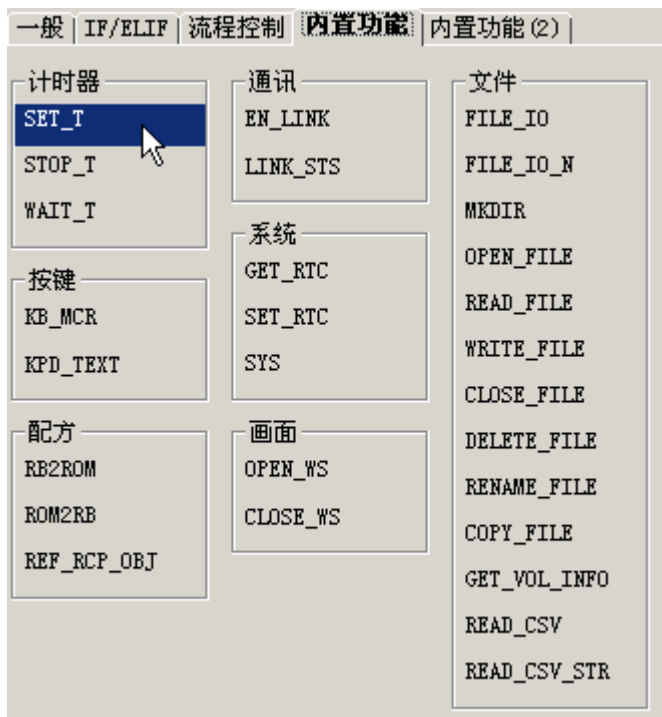 一般 IF/ELIF 流程控制 内置功能 内置功能(2)
计时器
SET_T
STOP_T
WAIT_T
按键
KB_MCR
KPD_TEXT
配方
RB2ROM
ROM2RB
REF_RCP_OBJ
通讯
EN_LINK
LINK_STS
系统
GET_RTC
SET_RTC
SYS
画面
OPEN_WS
CLOSE_WS
文件
FILE_IO
FILE_IO_N
MKDIR
OPEN_FILE
READ_FILE
WRITE_FILE
CLOSE_FILE
DELETE_FILE
RENAME_FILE
COPY_FILE
GET_VOL_INFO
READ_CSV
READ_CSV_STR